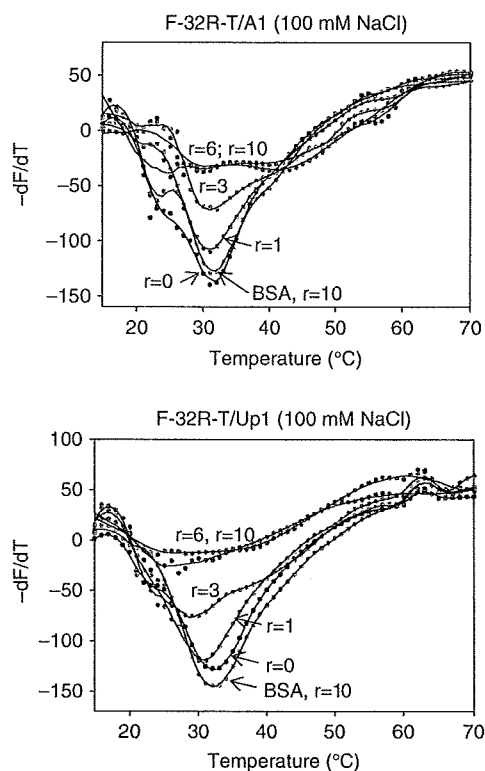 F-32R-T/A1 (100 mM NaCl)
50
0
−50
−100
−150
−dF/dT
r=6; r=10
r=3
r=1
r=0
BSA, r=10
20 30 40 50 60 70
Temperature (°C)
F-32R-T/Up1 (100 mM NaCl)
100
50
0
−50
−100
−150
−dF/dT
r=6, r=10
r=3
r=1
r=0
BSA, r=10
20 30 40 50 60 70
Temperature (°C)